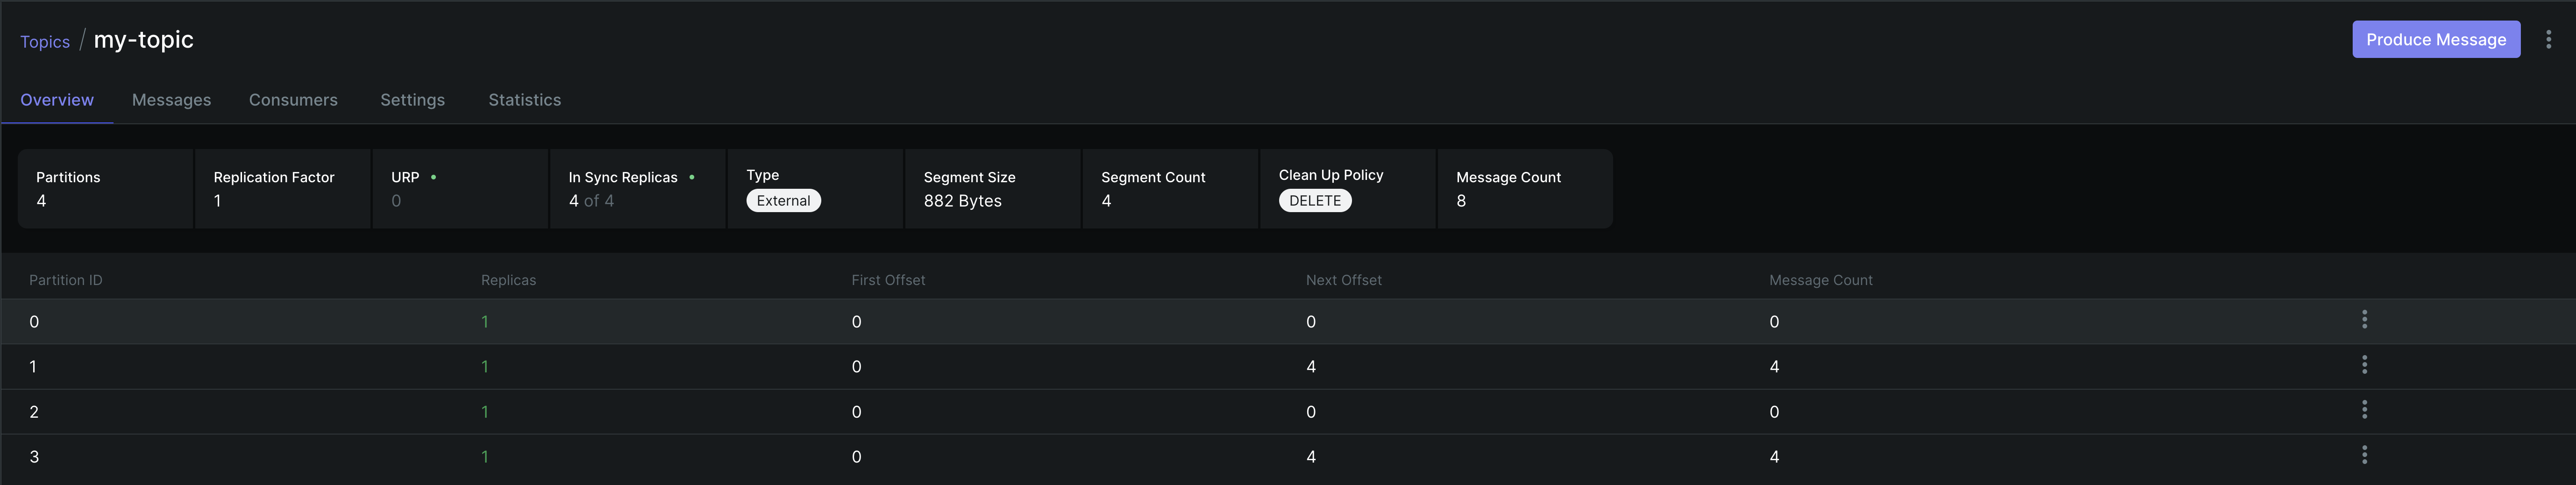 Topics / my-topic
Produce Message
Overview Messages Consumers Settings Statistics
Partitions Replication Factor URP In Sync Replicas Type Segment Size Segment Count Clean Up Policy Message Count
4 1 0 4 of 4 External 882 Bytes 4 DELETE 8
Partition ID Replicas First Offset Next Offset Message Count
0 1 0 0 0
1 1 0 4 4
2 1 0 0 0
3 1 0 4 4